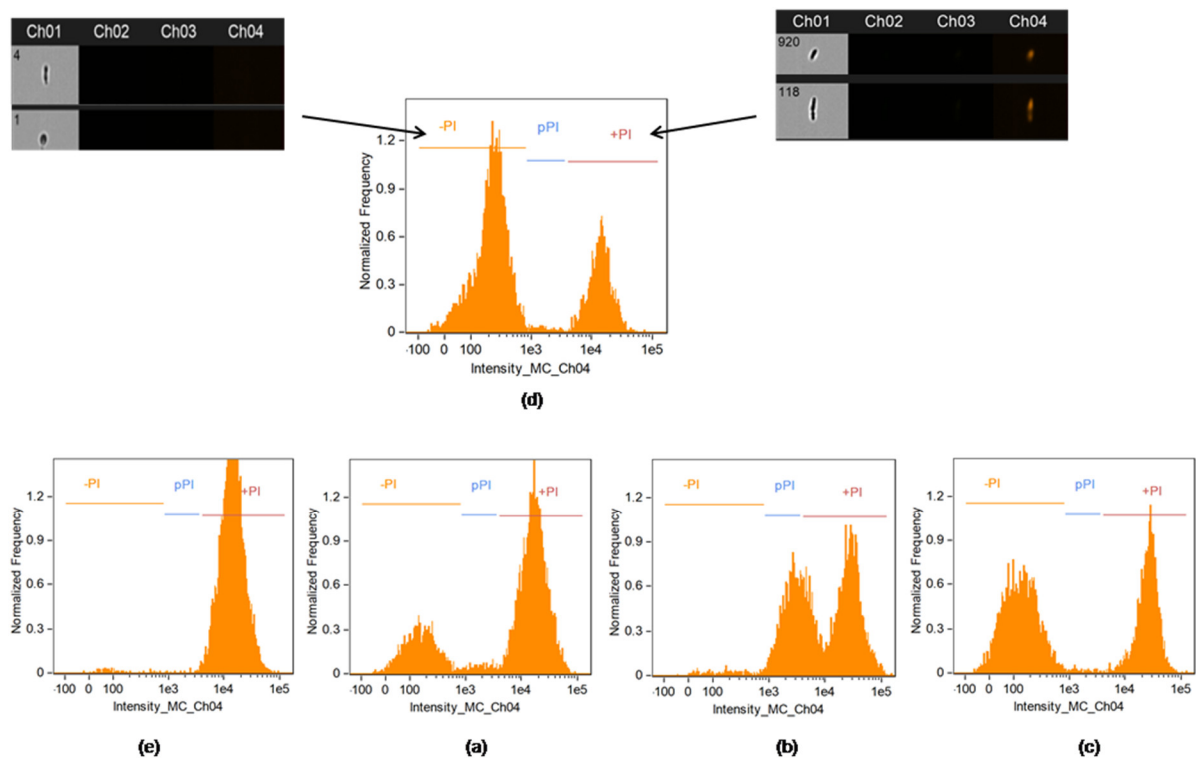 Ch01 Ch02 Ch03 Ch04
4
1
Ch01 Ch02 Ch03 Ch04
920
118
-PI pPI +PI
Normalized Frequency
1.2
0.9
0.6
0.3
0
-100 0 100 1e3 1e4 1e5
Intensity_MC_Ch04
(d)
-PI pPI +PI
Normalized Frequency
1.2
0.9
0.6
0.3
0
-100 0 100 1e3 1e4 1e5
Intensity_MC_Ch04
(e)
-PI pPI +PI
Normalized Frequency
1.2
0.9
0.6
0.3
0
-100 0 100 1e3 1e4 1e5
Intensity_MC_Ch04
(a)
-PI pPI +PI
Normalized Frequency
1.2
0.9
0.6
0.3
0
-100 0 100 1e3 1e4 1e5
Intensity_MC_Ch04
(b)
-PI pPI +PI
Normalized Frequency
1.2
0.9
0.6
0.3
0
-100 0 100 1e3 1e4 1e5
Intensity_MC_Ch04
(c)